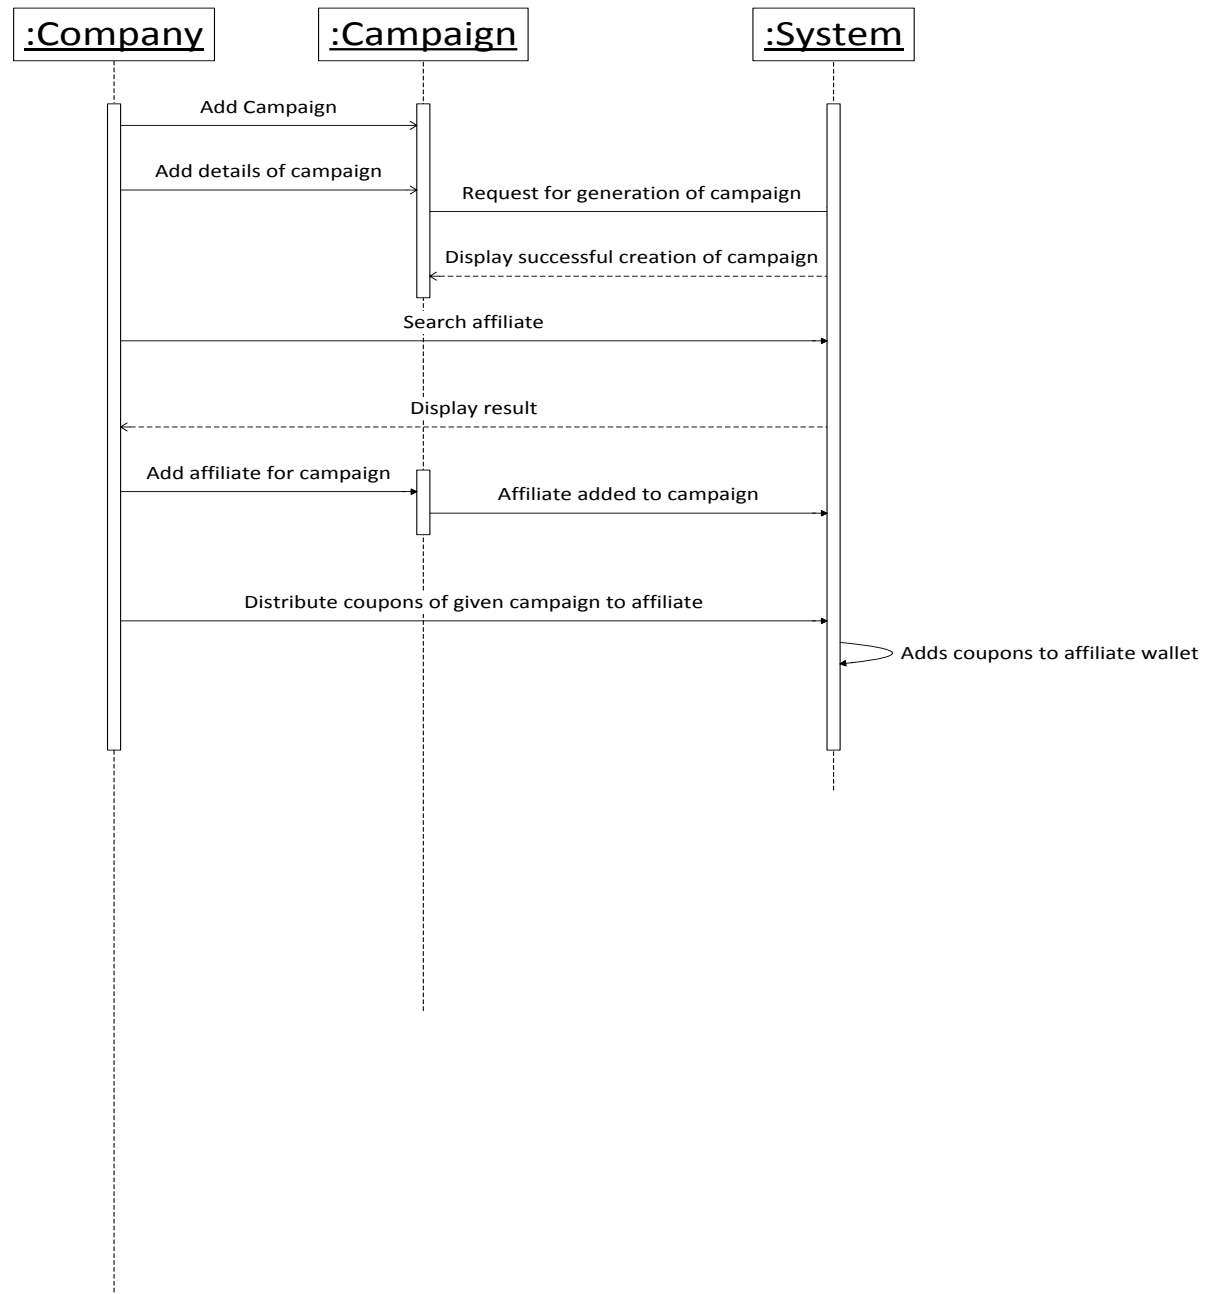 :Company
:Campaign
:System
Add Campaign
Add details of campaign
Request for generation of campaign
Display successful creation of campaign
Search affiliate
Display result
Add affiliate for campaign
Affiliate added to campaign
Distribute coupons of given campaign to affiliate
Adds coupons to affiliate wallet